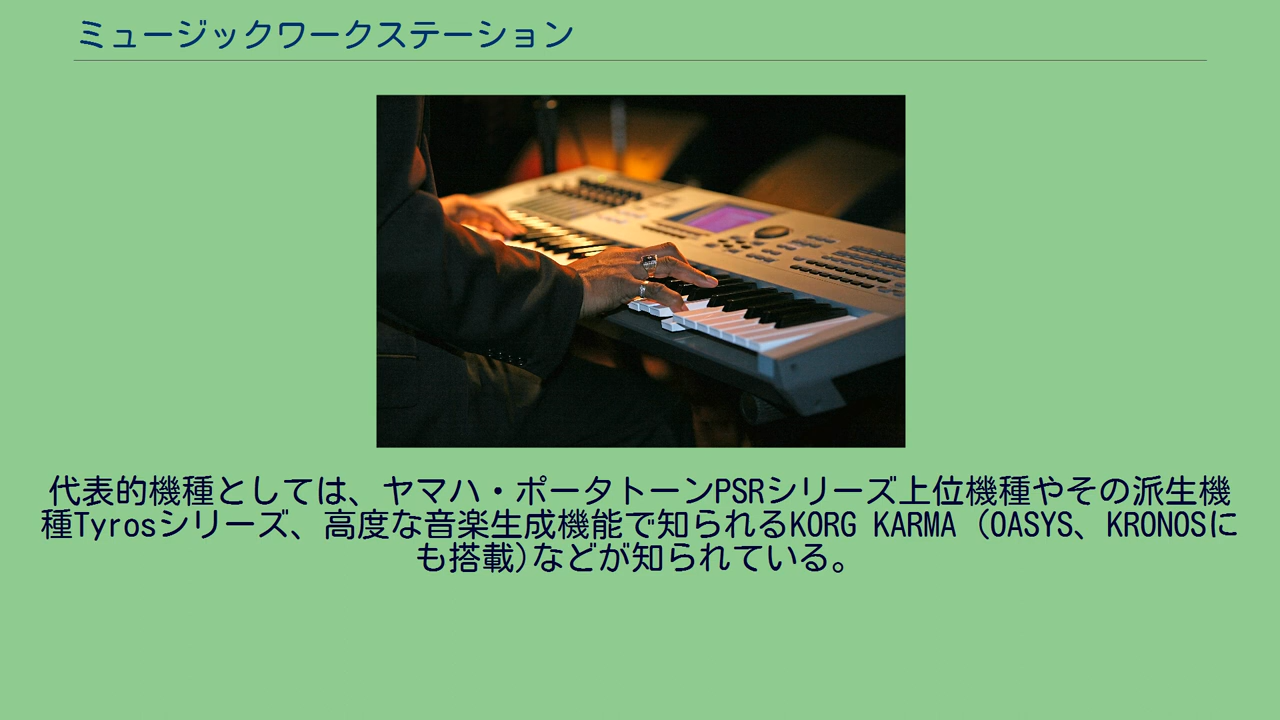 ミュージックワークステーション
代表的機種としては、ヤマハ・ポータトーンPSRシリーズ上位機種やその派生機
種Tyrosシリーズ、高度な音楽生成機能で知られるKORG KARMA (OASYS、KRONOSに
も搭載)などが知られている。